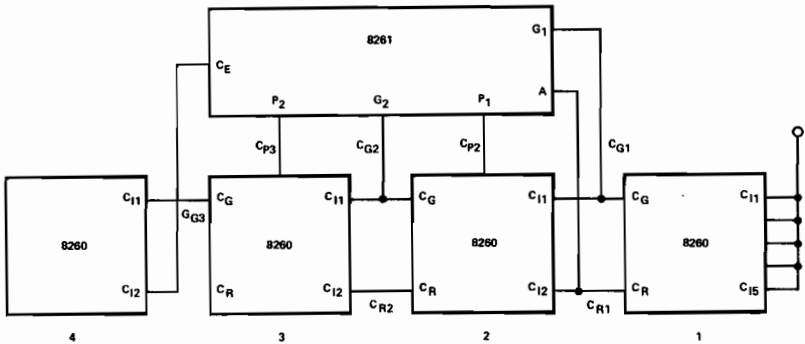 8261
G1
CE
A
P2
G2
P1
CP3
CG2
CP2
CG1
CI1
GG3
CG
CI1
CG
CI1
CG
CI1
8260
8260
8260
8260
CI2
CR
CI2
CR2
CR
CI2
CR1
CR
CI5
4
3
2
1